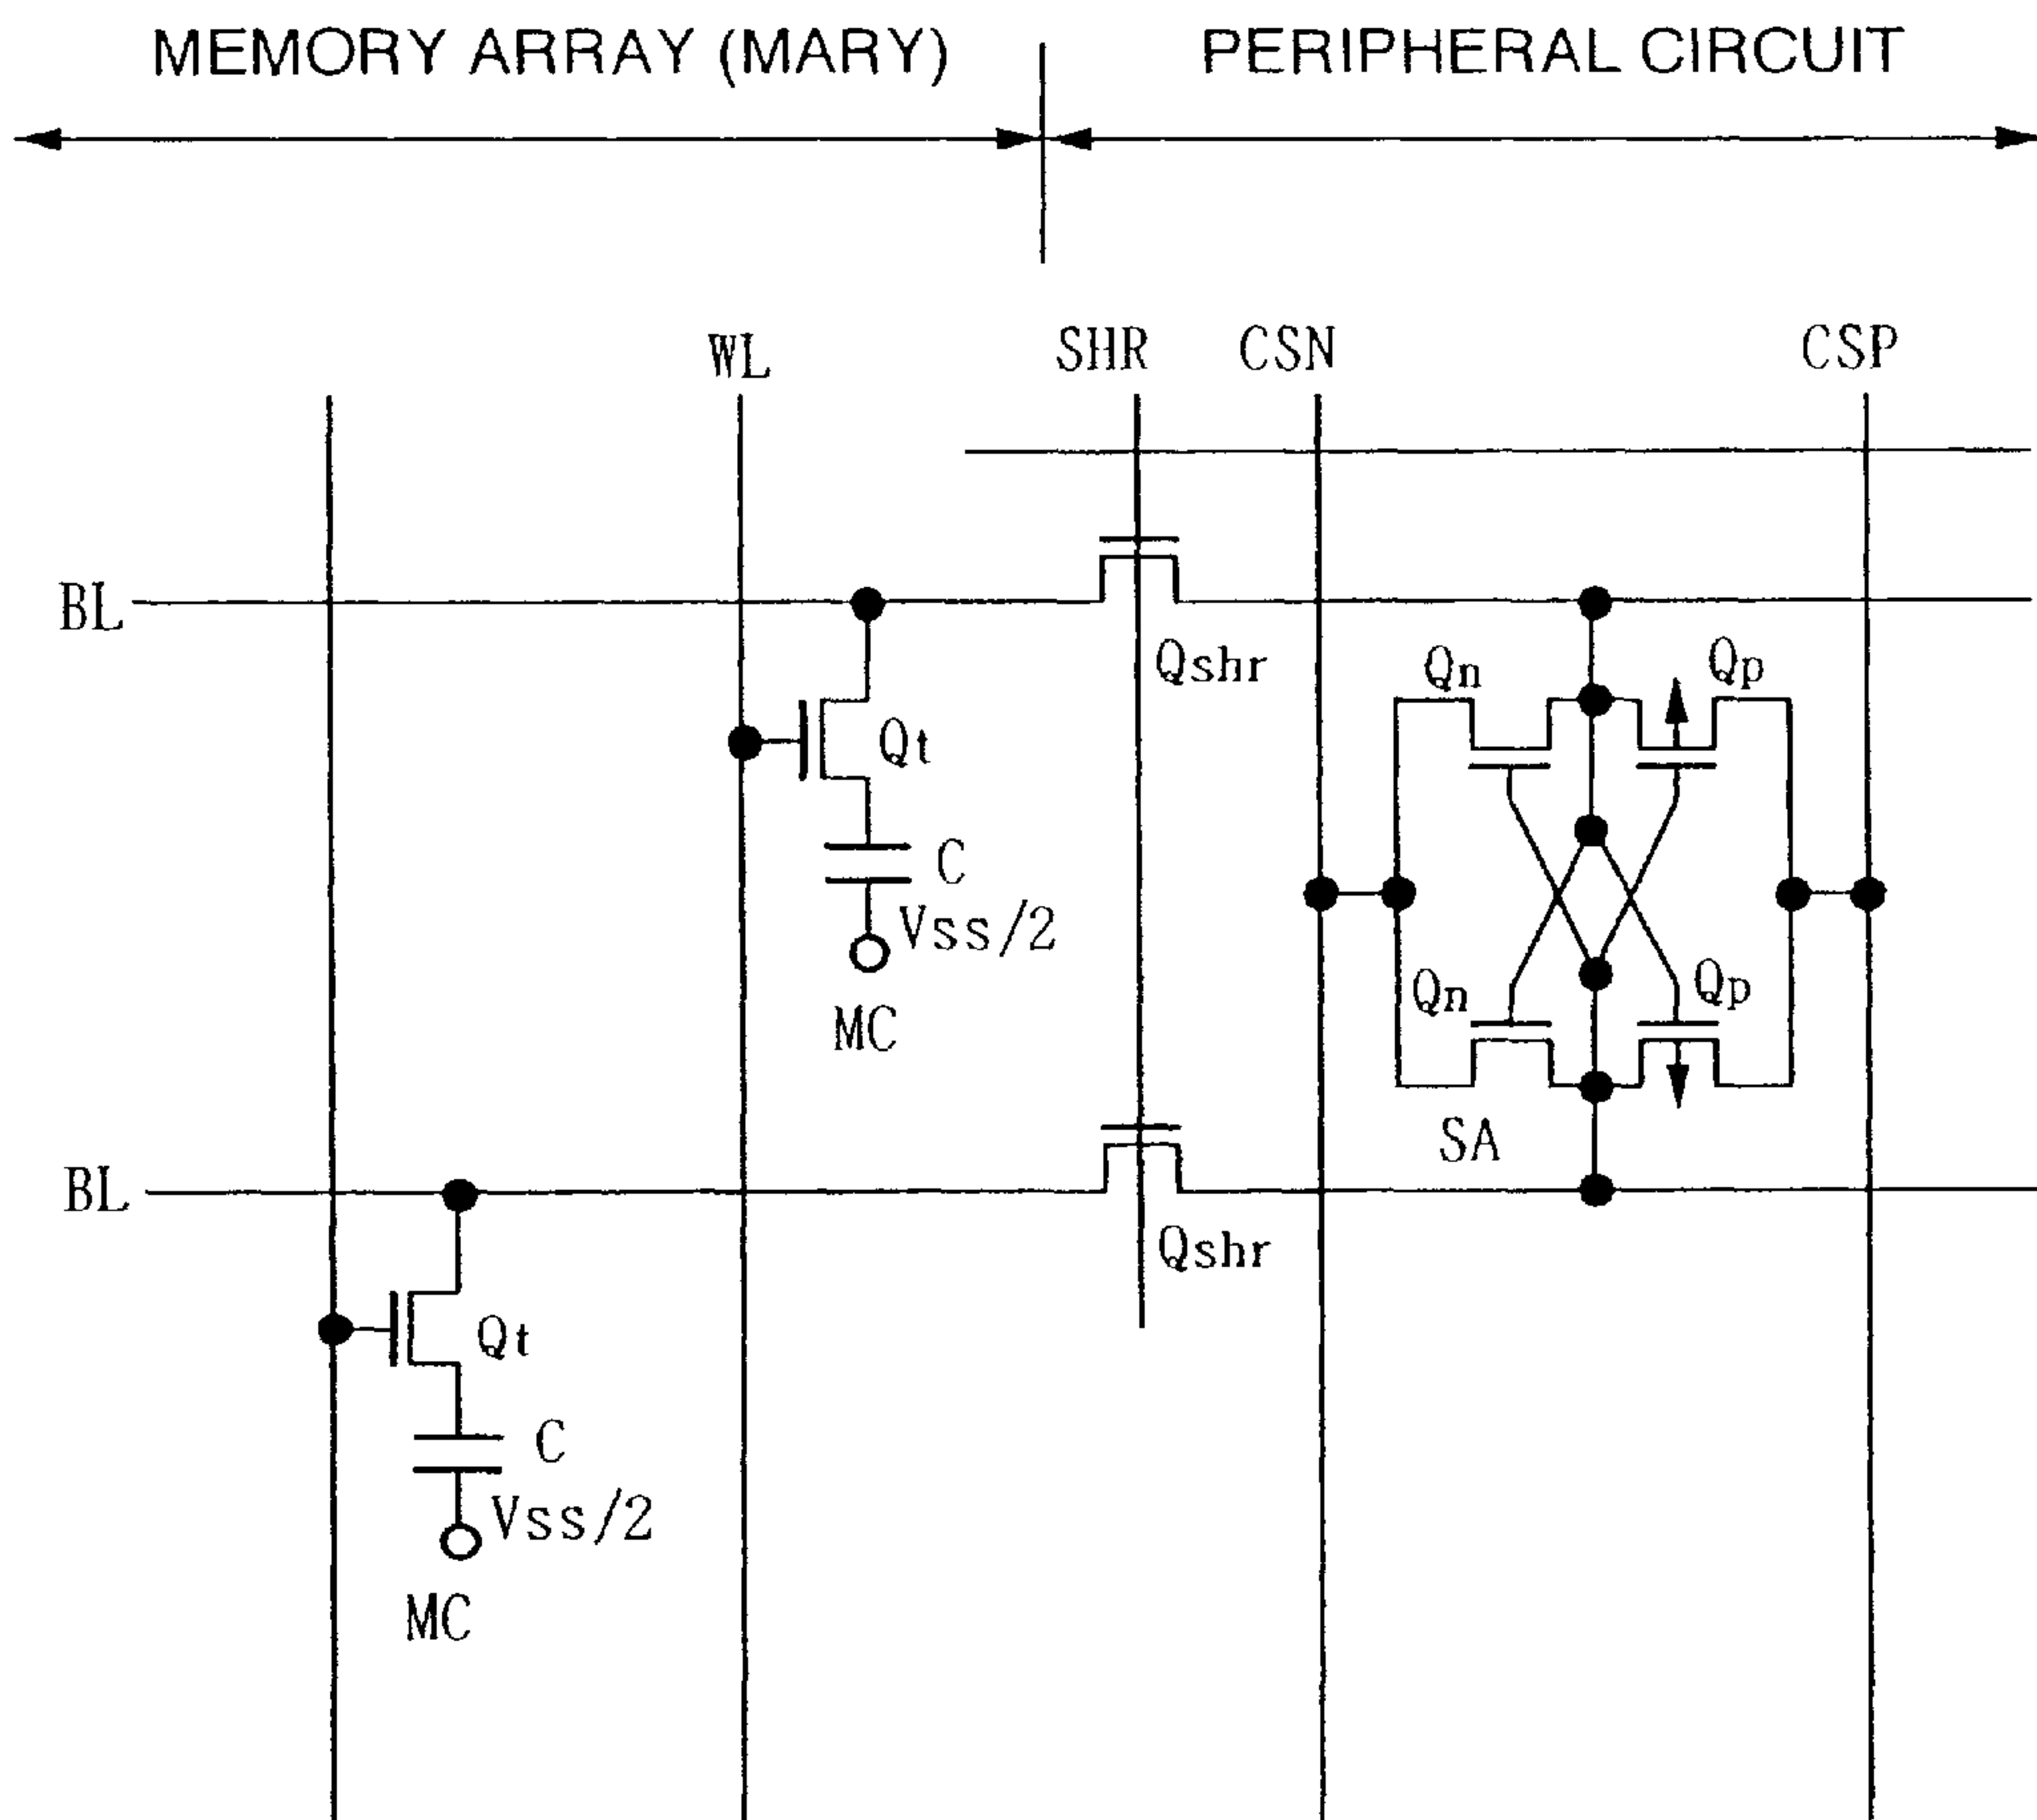 MEMORY ARRAY (MARY)
PERIPHERAL CIRCUIT
WL
SHR
CSN
CSP
BL
Qshr
Qn
Qp
Qt
C
Vss/2
MC
Qn
Qp
SA
BL
Qshr
Qt
C
Vss/2
MC